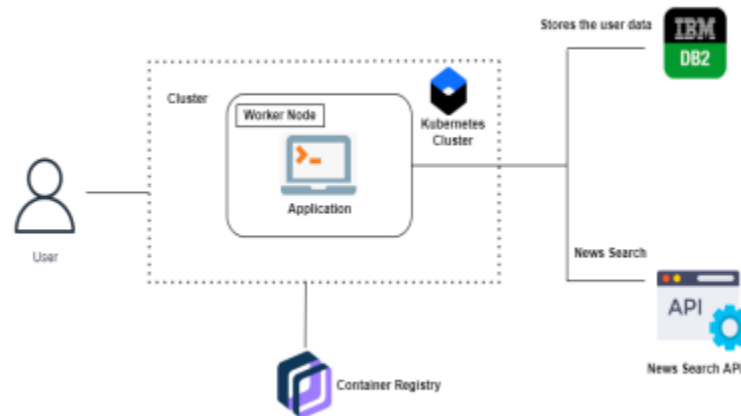 Stores the user data
IBM
DB2
Cluster
Worker Node
Kubernetes
Cluster
Application
User
News Search
API
News Search API
Container Registry